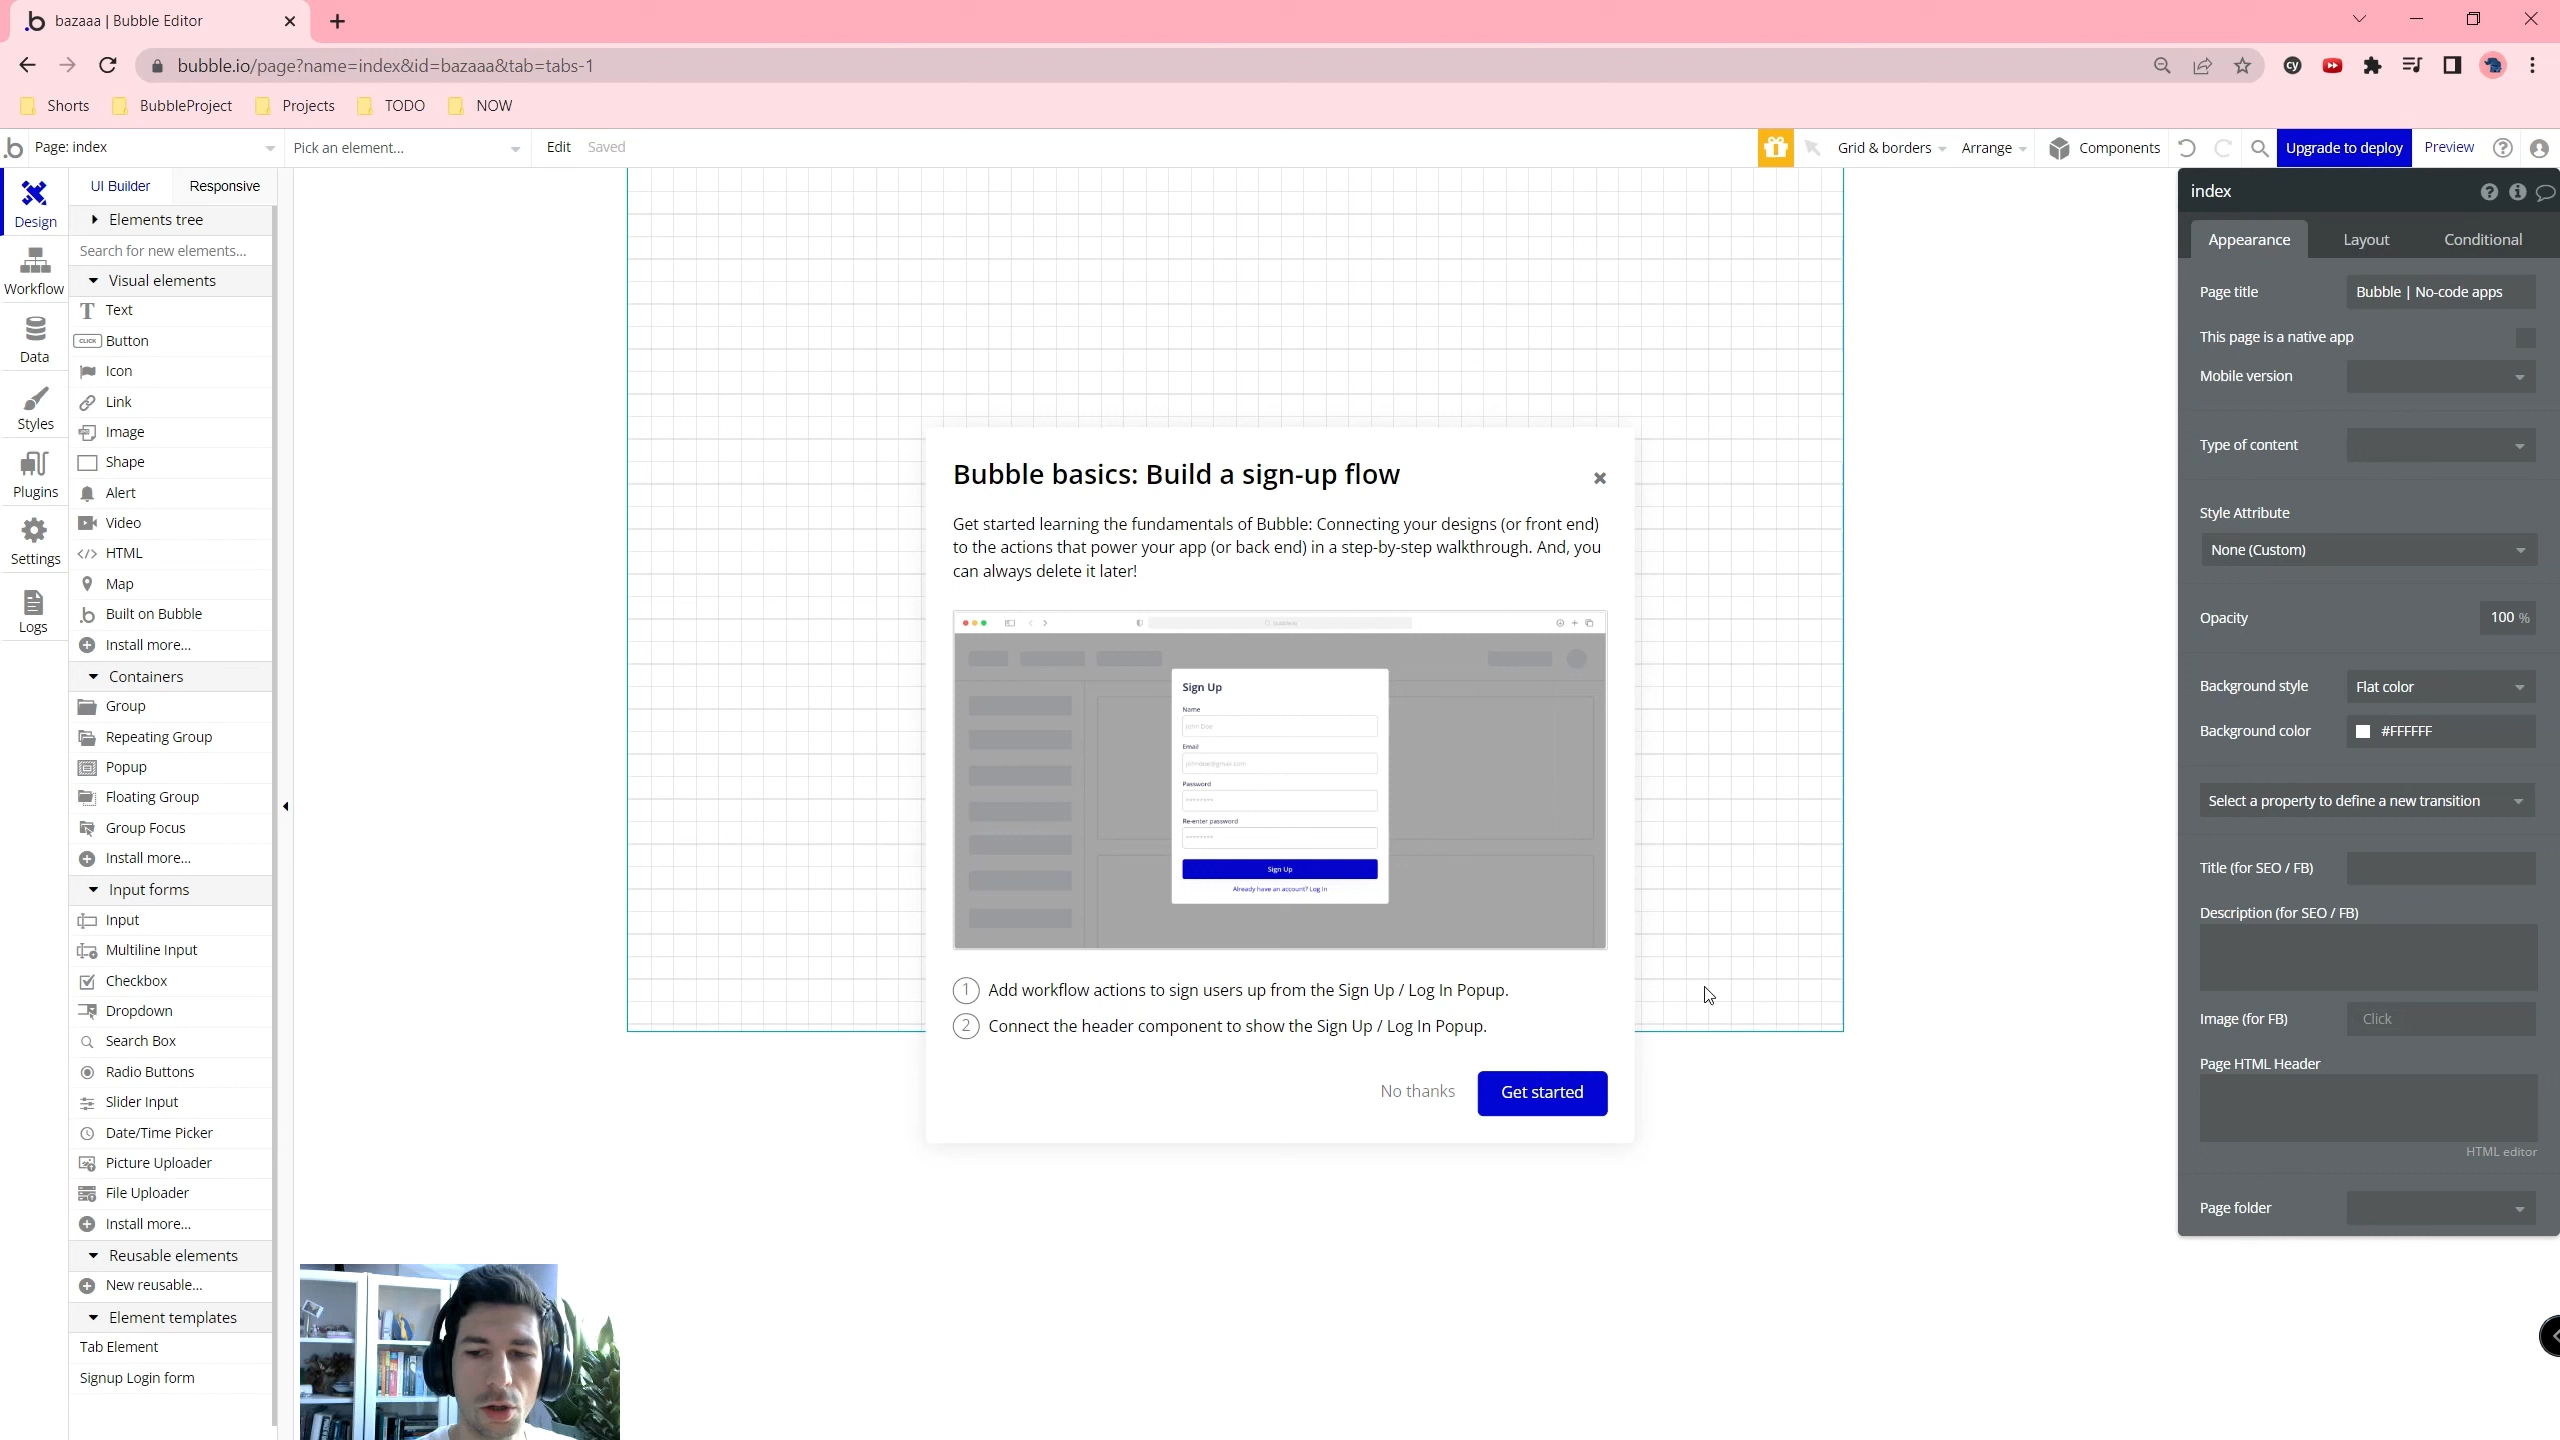 bazaaa | Bubble Editor
bubble.io/page?name=index&id=bazaaa&tab=tabs-1
Shorts
BubbleProject
Projects
TODO
NOW
Page: index
Pick an element...
Edit
Saved
Grid & borders
Arrange
Components
Upgrade to deploy
Preview
Design
Workflow
Data
Styles
Plugins
Settings
Logs
UI Builder
Responsive
Elements tree
Search for new elements...
Visual elements
Text
CLICK
Button
Icon
Link
Image
Shape
Alert
Video
HTML
Map
Built on Bubble
Install more...
Containers
Group
Repeating Group
Popup
Floating Group
Group Focus
Install more...
Input forms
Input
Multiline Input
Checkbox
Dropdown
Search Box
Radio Buttons
Slider Input
Date/Time Picker
Picture Uploader
File Uploader
Install more...
Reusable elements
New reusable...
Element templates
Tab Element
Signup Login form
Bubble basics: Build a sign-up flow
Get started learning the fundamentals of Bubble: Connecting your designs (or front end)
to the actions that power your app (or back end) in a step-by-step walkthrough. And, you
can always delete it later!
Sign Up
Name
John Doe
Email
johndoe@gmail.com
Password
Re-enter password
Sign Up
Already have an account? Log In
1 Add workflow actions to sign users up from the Sign Up / Log In Popup.
2 Connect the header component to show the Sign Up / Log In Popup.
No thanks
Get started
index
Appearance
Layout
Conditional
Page title
Bubble | No-code apps
This page is a native app
Mobile version
Type of content
Style Attribute
None (Custom)
Opacity
100 %
Background style
Flat color
Background color
#FFFFFF
Select a property to define a new transition
Title (for SEO / FB)
Description (for SEO / FB)
Image (for FB)
Click
Page HTML Header
HTML editor
Page folder